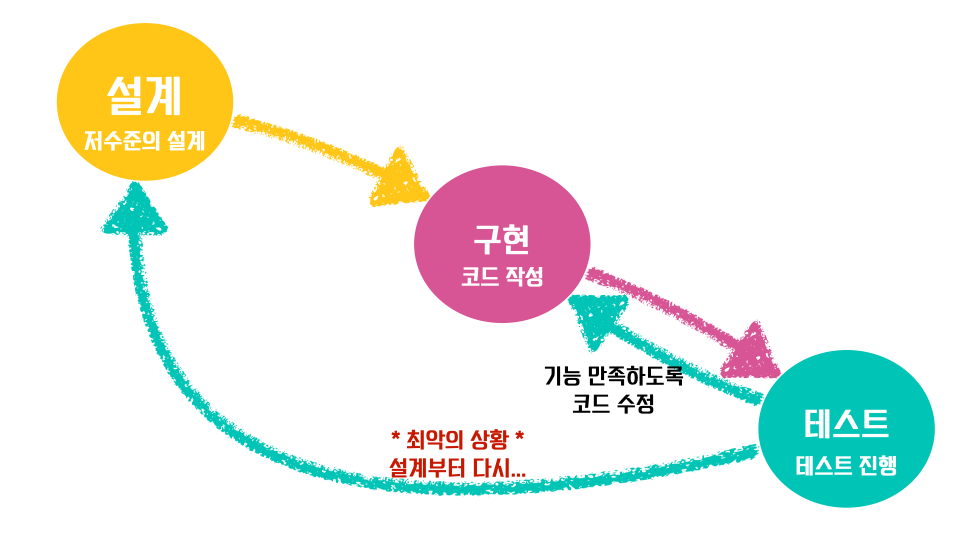 설계
저수준의 설계
구현
코드 작성
기능 만족하도록
코드 수정
테스트
테스트 진행
* 최악의 상황 *
설계부터 다시...